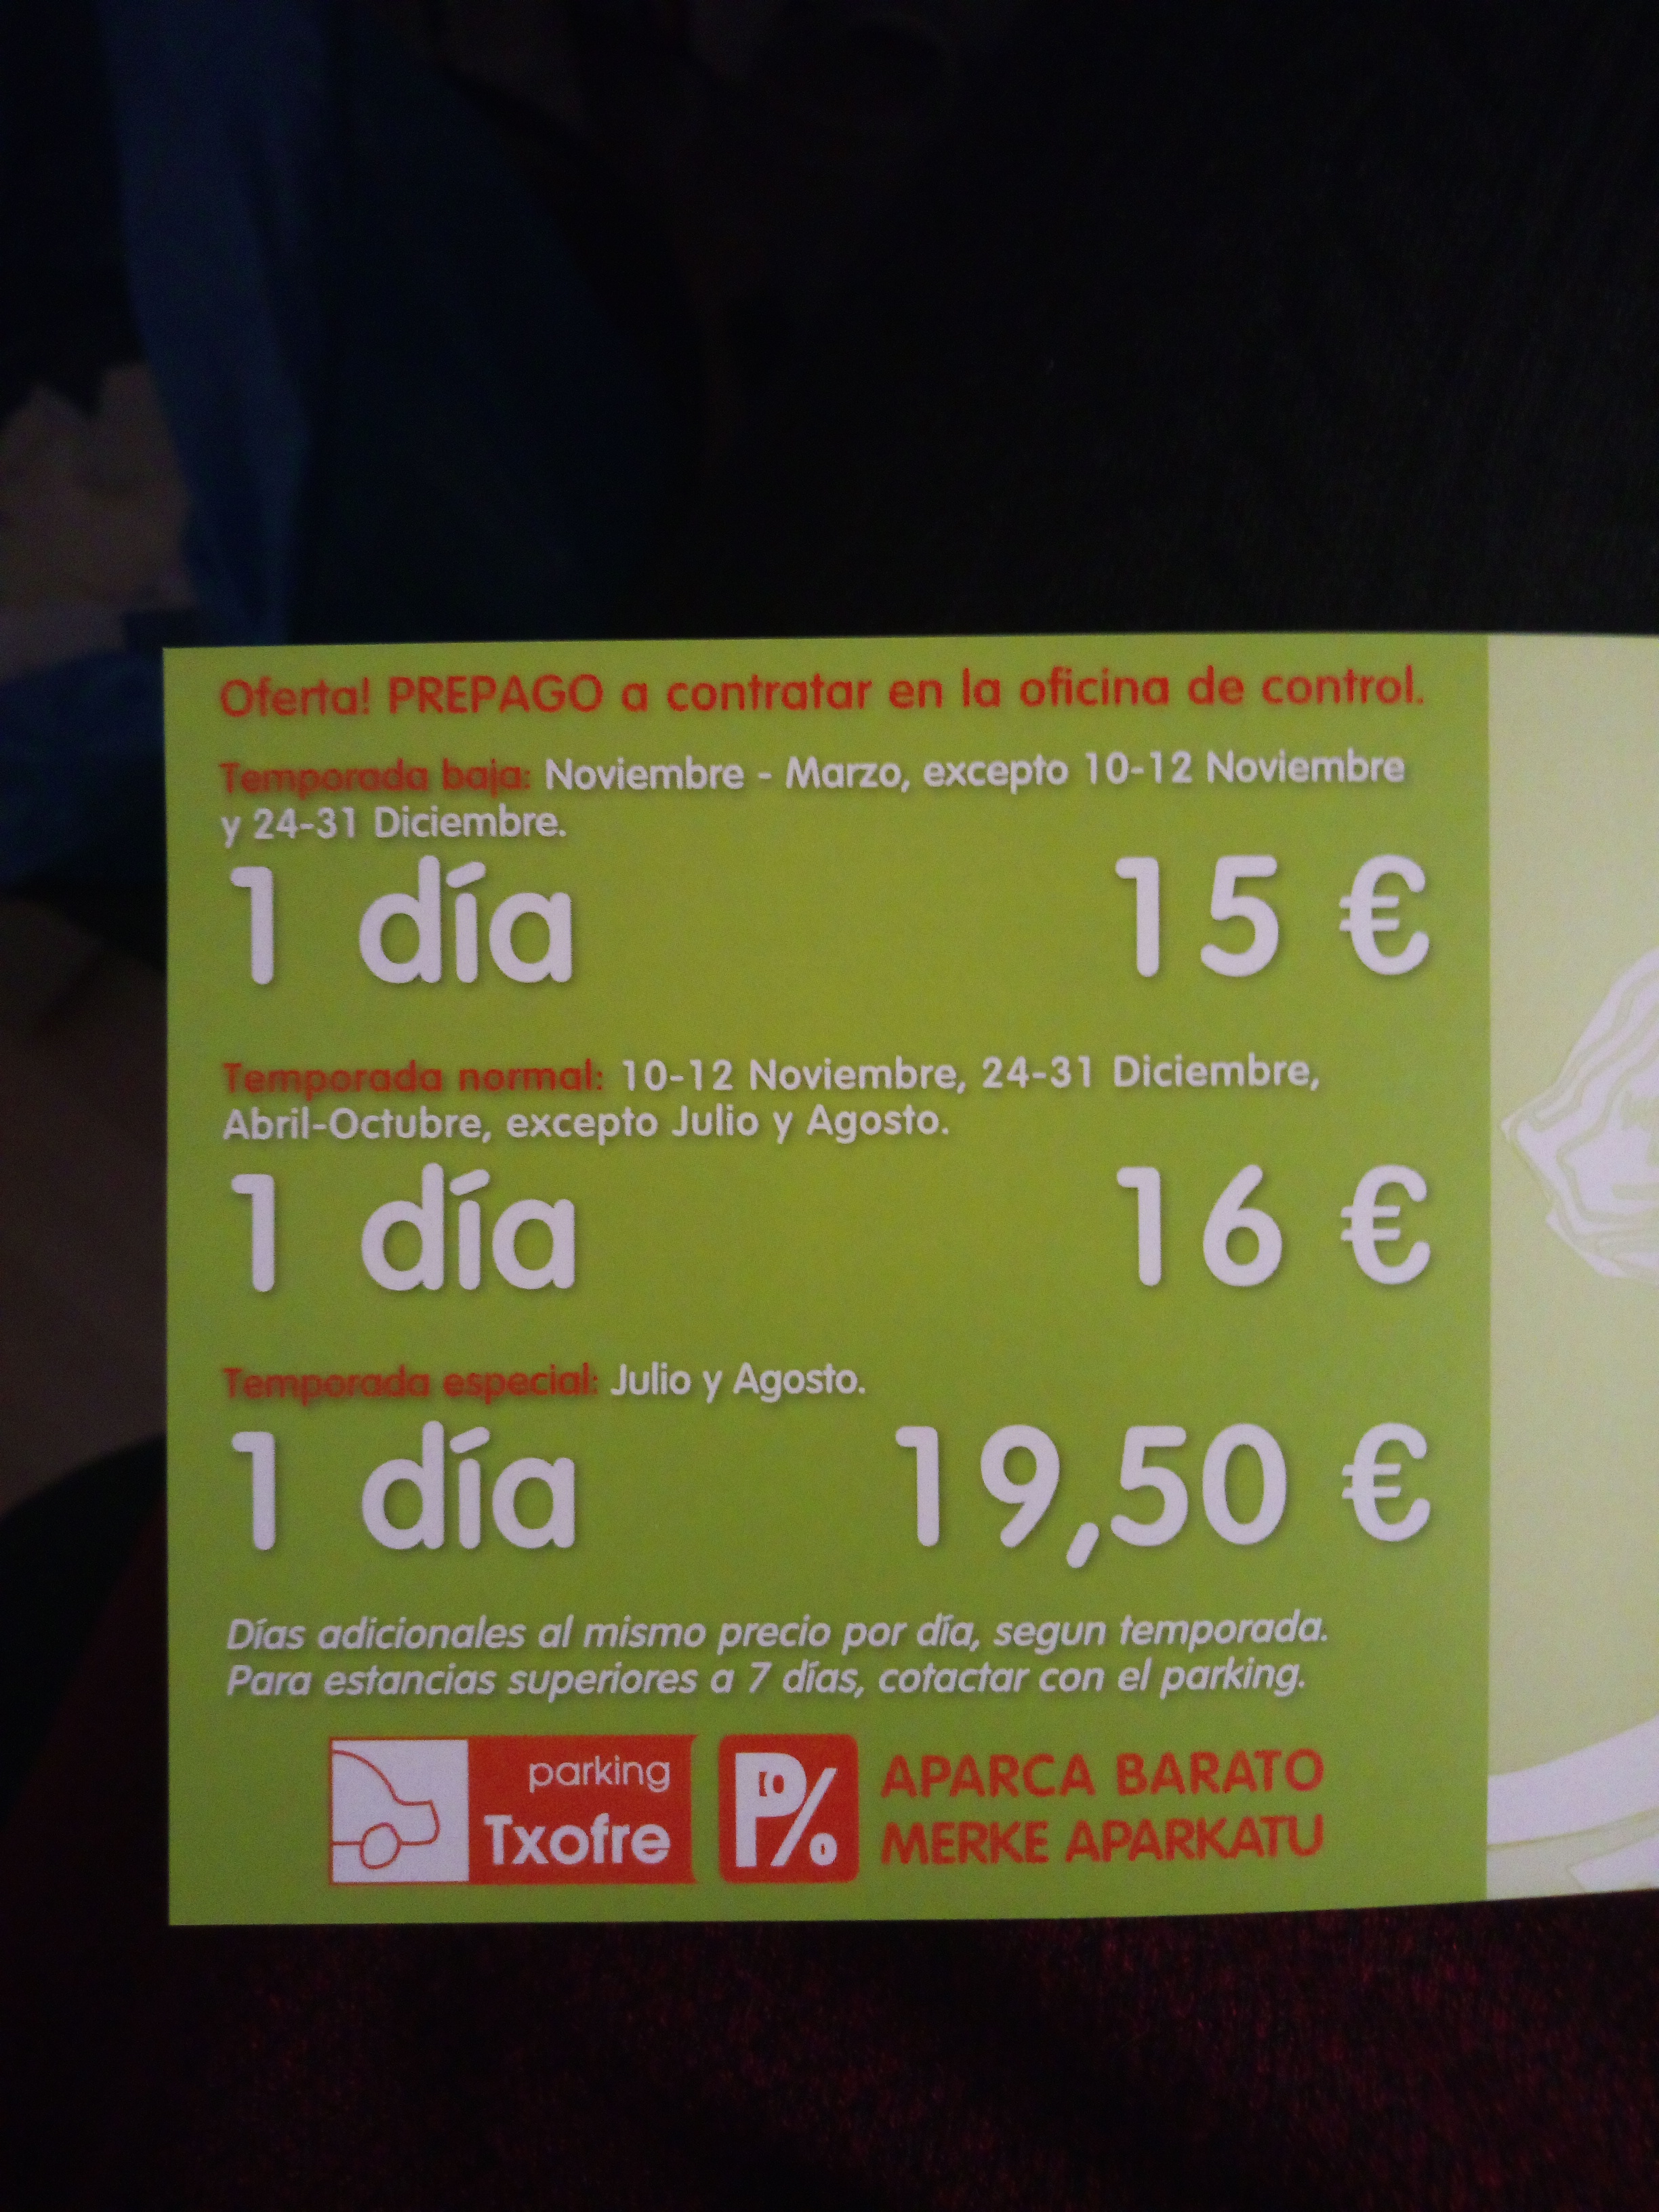 Oferta! PREPAGO a contratar en la oficina de control.
Temporada baja: Noviembre - Marzo, excepto 10-12 Noviembre
y 24-31 Diciembre.
1 día 15 €
Temporada normal: 10-12 Noviembre, 24-31 Diciembre,
Abril-Octubre, excepto Julio y Agosto.
1 día 16 €
Temporada especial: Julio y Agosto.
1 día 19,50 €
Días adicionales al mismo precio por día, segun temporada.
Para estancias superiores a 7 días, cotactar con el parking.
parking
Txofre
P%
APARCA BARATO
MERKE APARKATU